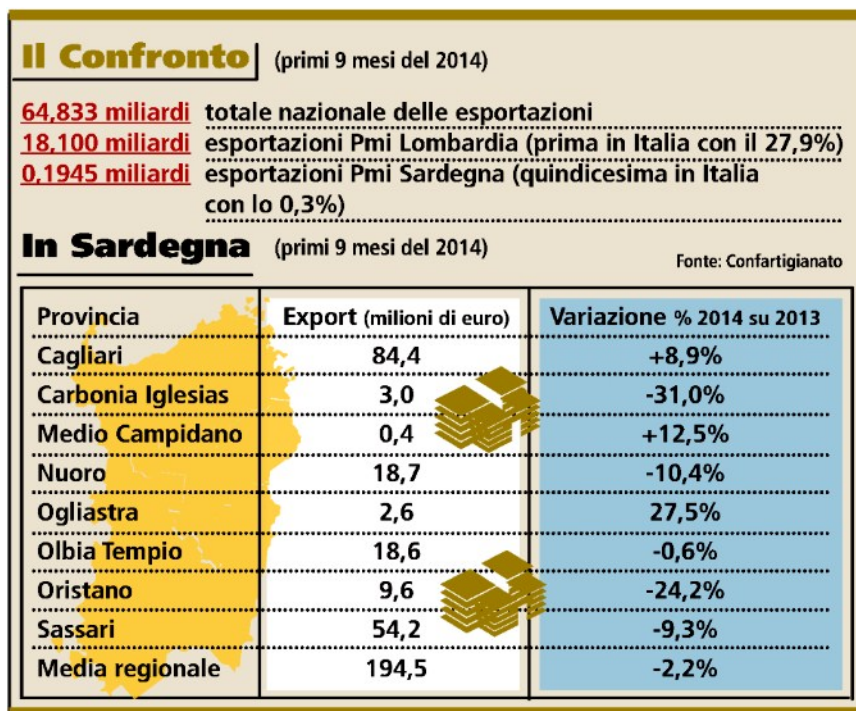 Il Confronto (primi 9 mesi del 2014)
64,833 miliardi totale nazionale delle esportazioni
18,100 miliardi esportazioni Pmi Lombardia (prima in Italia con il 27,9%)
0,1945 miliardi esportazioni Pmi Sardegna (quindicesima in Italia
con lo 0,3%)
In Sardegna (primi 9 mesi del 2014)
Fonte: Confartigianato
Provincia Export (milioni di euro) Variazione % 2014 su 2013
Cagliari 84,4 +8,9%
Carbonia Iglesias 3,0 -31,0%
Medio Campidano 0,4 +12,5%
Nuoro 18,7 -10,4%
Ogliastra 2,6 27,5%
Olbia Tempio 18,6 -0,6%
Oristano 9,6 -24,2%
Sassari 54,2 -9,3%
Media regionale 194,5 -2,2%